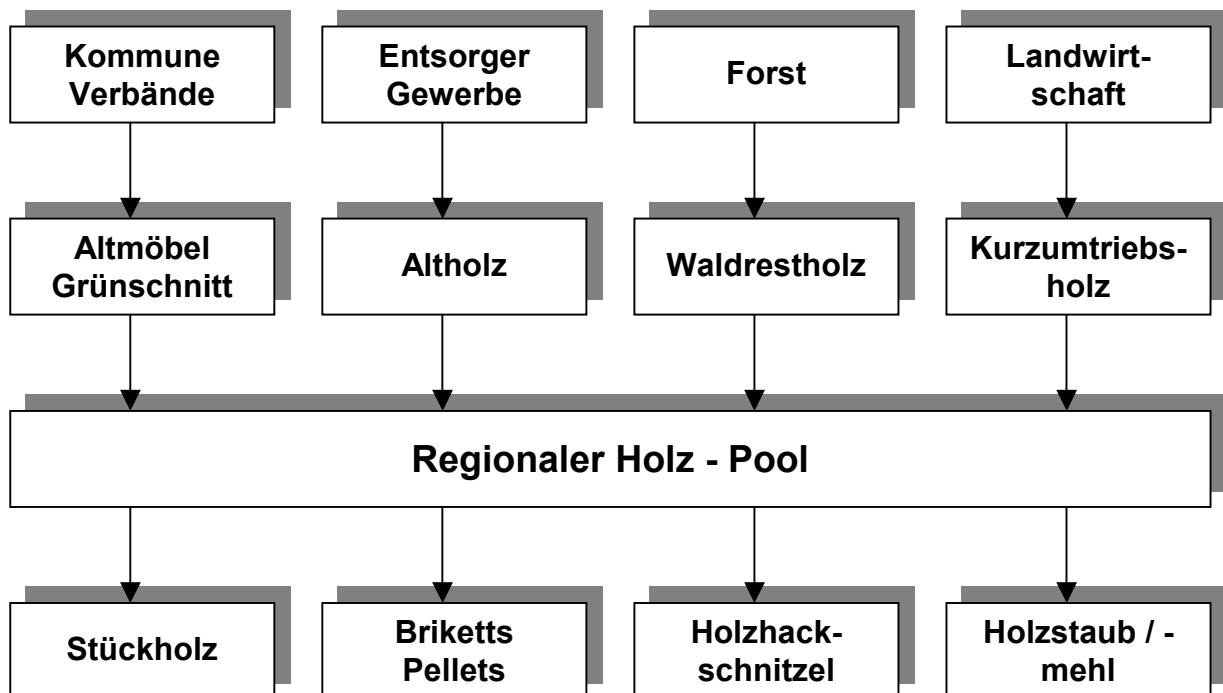 Kommune
Verbände
Entsorger
Gewerbe
Forst
Landwirt-
schaft
Altmöbel
Grünschnitt
Altholz
Waldrestholz
Kurzumtriebs-
holz
Regionaler Holz - Pool
Stückholz
Briketts
Pellets
Holzhack-
schnitzel
Holzstaub / -
mehl